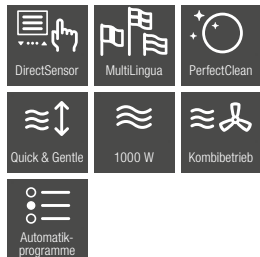 DirectSensor
MultiLingua
PerfectClean
Quick & Gentle
1000 W
Kombibetrieb
Automatik-
programme